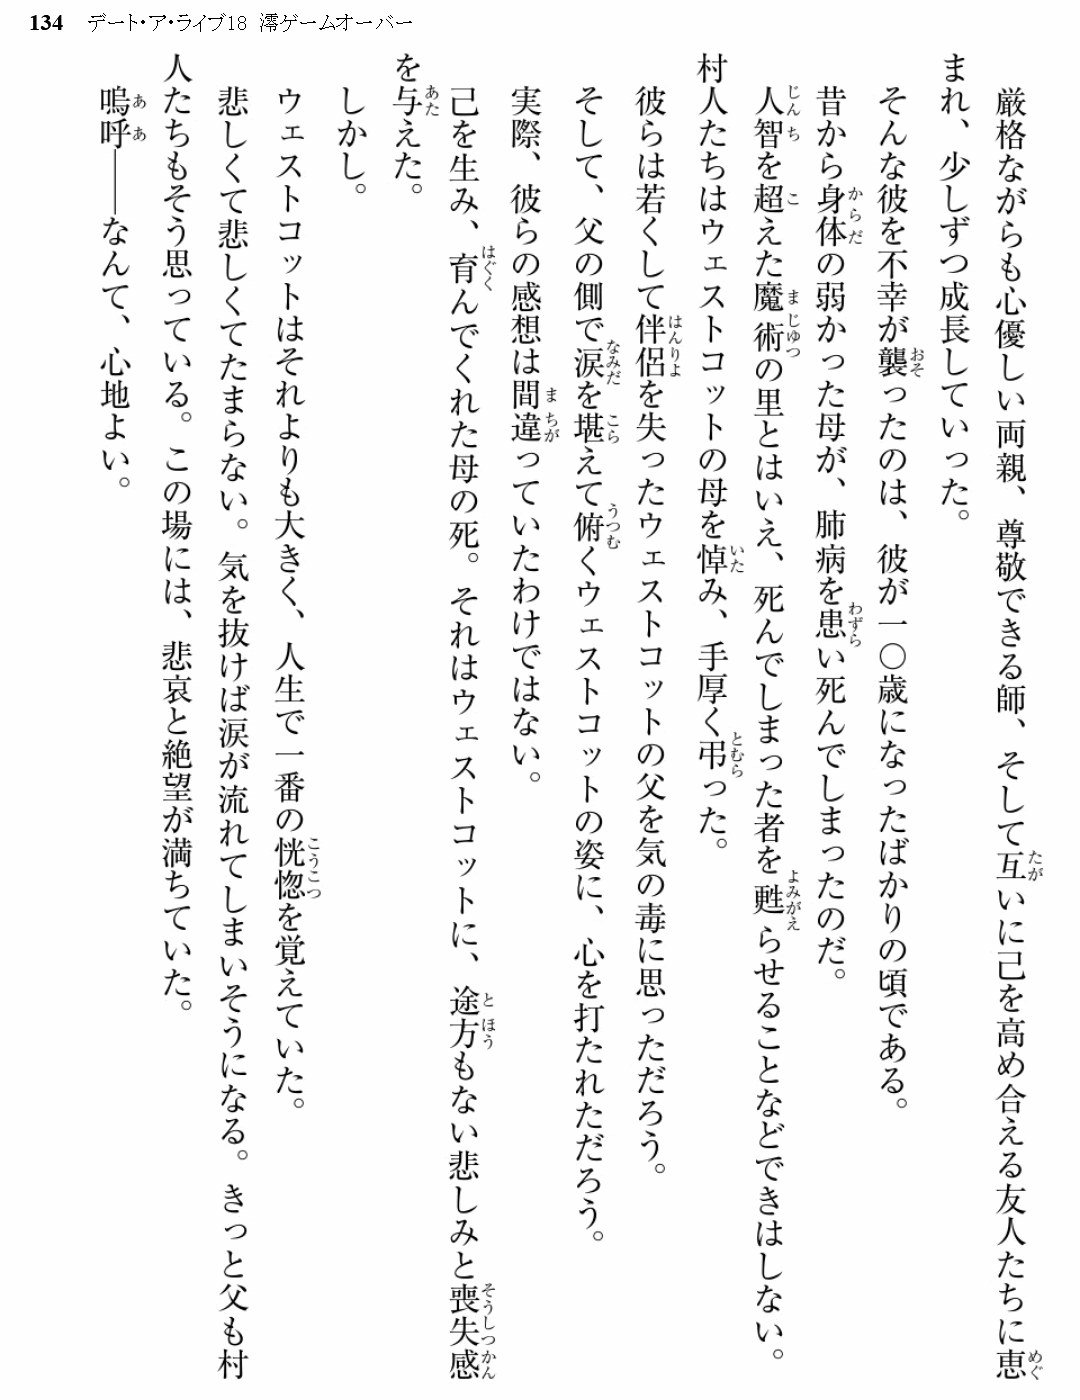 134 デート・ア・ライブ18 澪ゲームオーバー
厳格ながらも心優しい両親、尊敬できる師、そして互いに己を高め合える友人たちに恵
まれ、少しずつ成長していった。
そんな彼を不幸が襲ったのは、彼が一〇歳になったばかりの頃である。
昔から身体の弱かった母が、肺病を患い死んでしまったのだ。
人智を超えた魔術の里とはいえ、死んでしまった者を甦らせることなどできはしない。
村人たちはウェストコットの母を悼み、手厚く弔った。
彼らは若くして伴侶を失ったウェストコットの父を気の毒に思っただろう。
そして、父の側で涙を堪えて俯くウェストコットの姿に、心を打たれただろう。
実際、彼らの感想は間違っていたわけではない。
己を生み、育んでくれた母の死。それはウェストコットに、途方もない悲しみと喪失感
を与えた。
しかし。
ウェストコットはそれよりも大きく、人生で一番の恍惚を覚えていた。
悲しくて悲しくてたまらない。気を抜けば涙が流れてしまいそうになる。きっと父も村
人たちもそう思っている。この場には、悲哀と絶望が満ちていた。
嗚呼――なんて、心地よい。